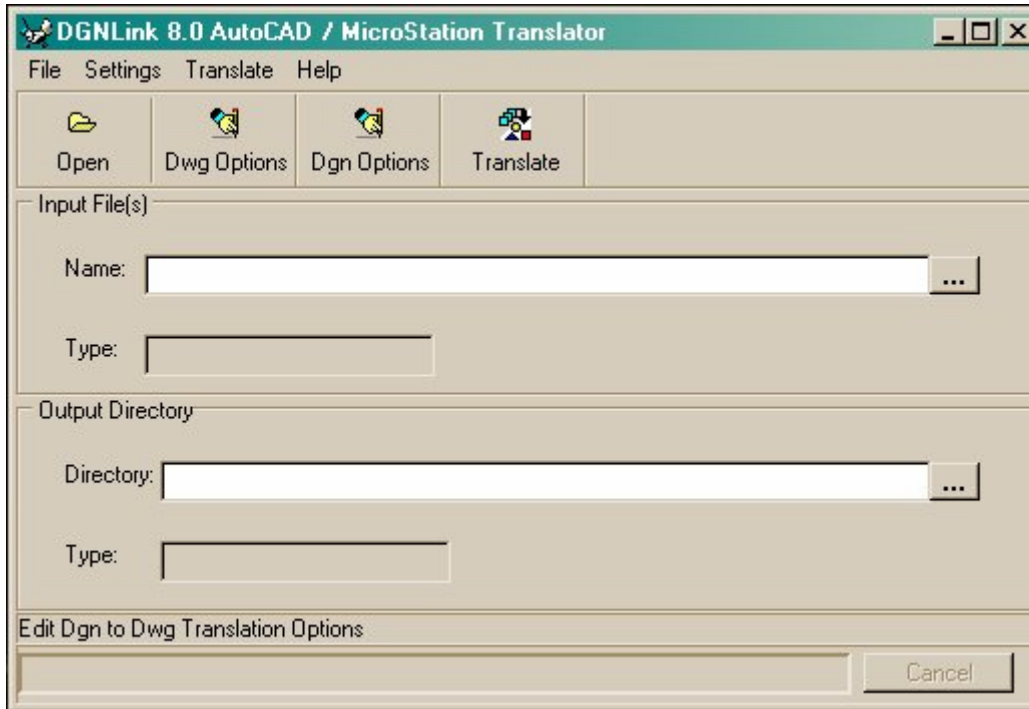 DGNLink 8.0 AutoCAD / MicroStation Translator
File Settings Translate Help
Open Dwg Options Dgn Options Translate
Input File(s)
Name: ...
Type:
Output Directory
Directory: ...
Type:
Edit Dgn to Dwg Translation Options
Cancel